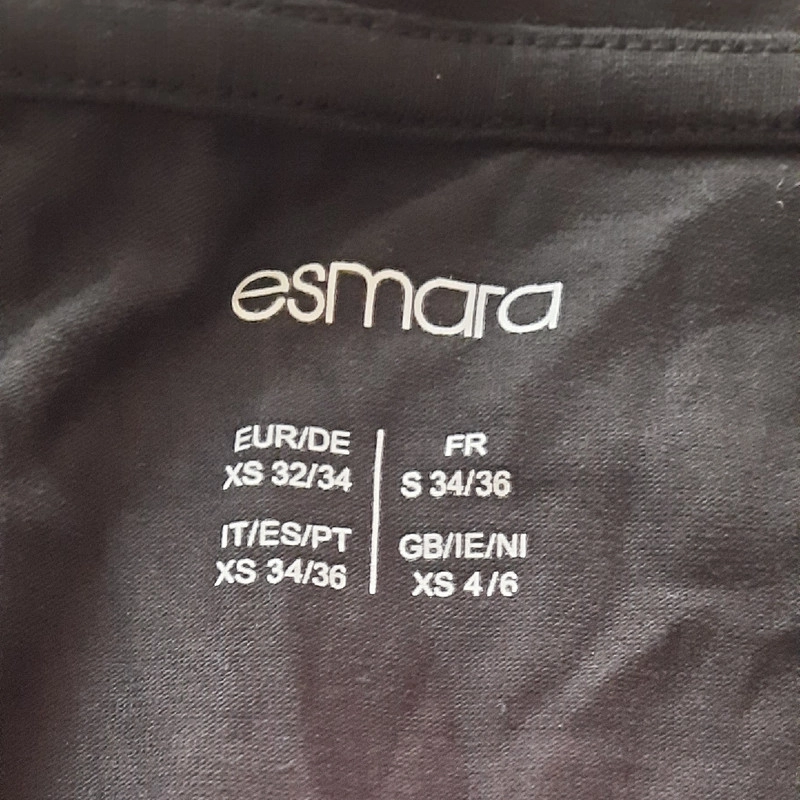 esmara
EUR/DE
XS 32/34
FR
S 34/36
IT/ES/PT
XS 34/36
GB/IE/NI
XS 4/6